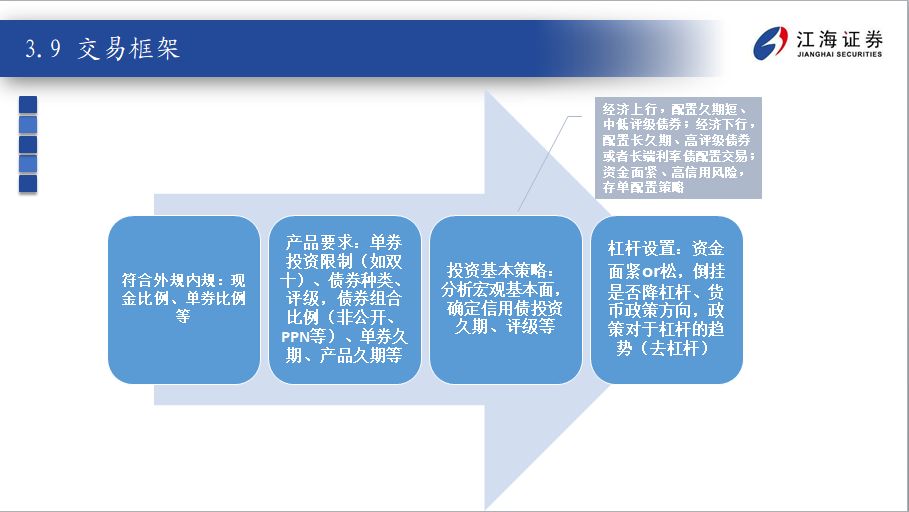 3.9 交易框架
江海证券
JIANGHAI SECURITIES
经济上行，配置久期短、
中低评级债券；经济下行，
配置长久期、高评级债券
或者长端利率债配置交易；
资金面紧、高信用风险，
存单配置策略
符合外规内规：现
金比例、单券比例
等
产品要求：单券
投资限制（如双
十）、债券种类、
评级，债券组合
比例（非公开、
PPN等）、单券久
期、产品久期等
投资基本策略：
分析宏观基本面，
确定信用债投资
久期、评级等
杠杆设置：资金
面紧or松，倒挂
是否降杠杆、货
币政策方向，政
策对于杠杆的趋
势（去杠杆）